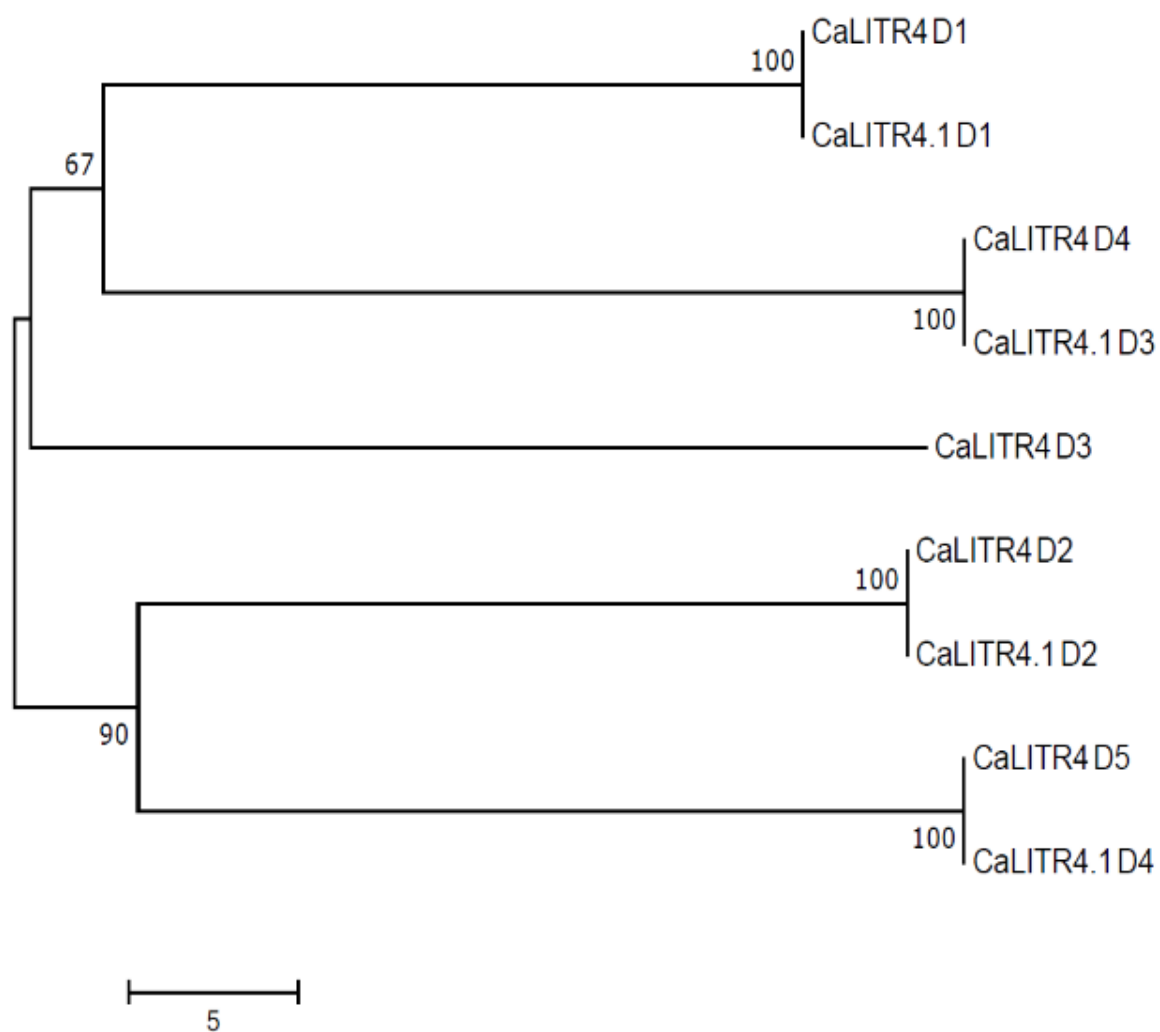 CaLITR4 D1
100
CaLITR4.1 D1
67
CaLITR4 D4
100
CaLITR4.1 D3
CaLITR4 D3
CaLITR4 D2
100
CaLITR4.1 D2
90
CaLITR4 D5
100
CaLITR4.1 D4
5